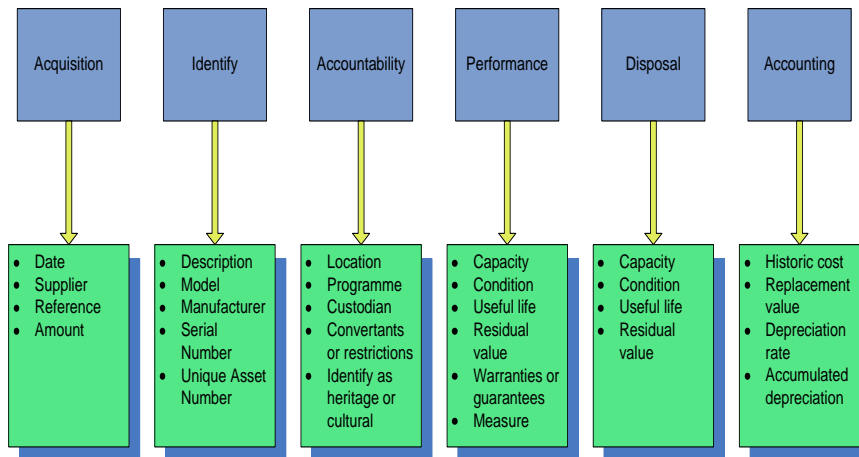 Acquisition
Identify
Accountability
Performance
Disposal
Accounting
• Date
• Supplier
• Reference
• Amount
• Description
• Model
• Manufacturer
• Serial
Number
• Unique Asset
Number
• Location
• Programme
• Custodian
• Convertants
or restrictions
• Identify as
heritage or
cultural
• Capacity
• Condition
• Useful life
• Residual
value
• Warranties or
guarantees
• Measure
• Capacity
• Condition
• Useful life
• Residual
value
• Historic cost
• Replacement
value
• Depreciation
rate
• Accumulated
depreciation